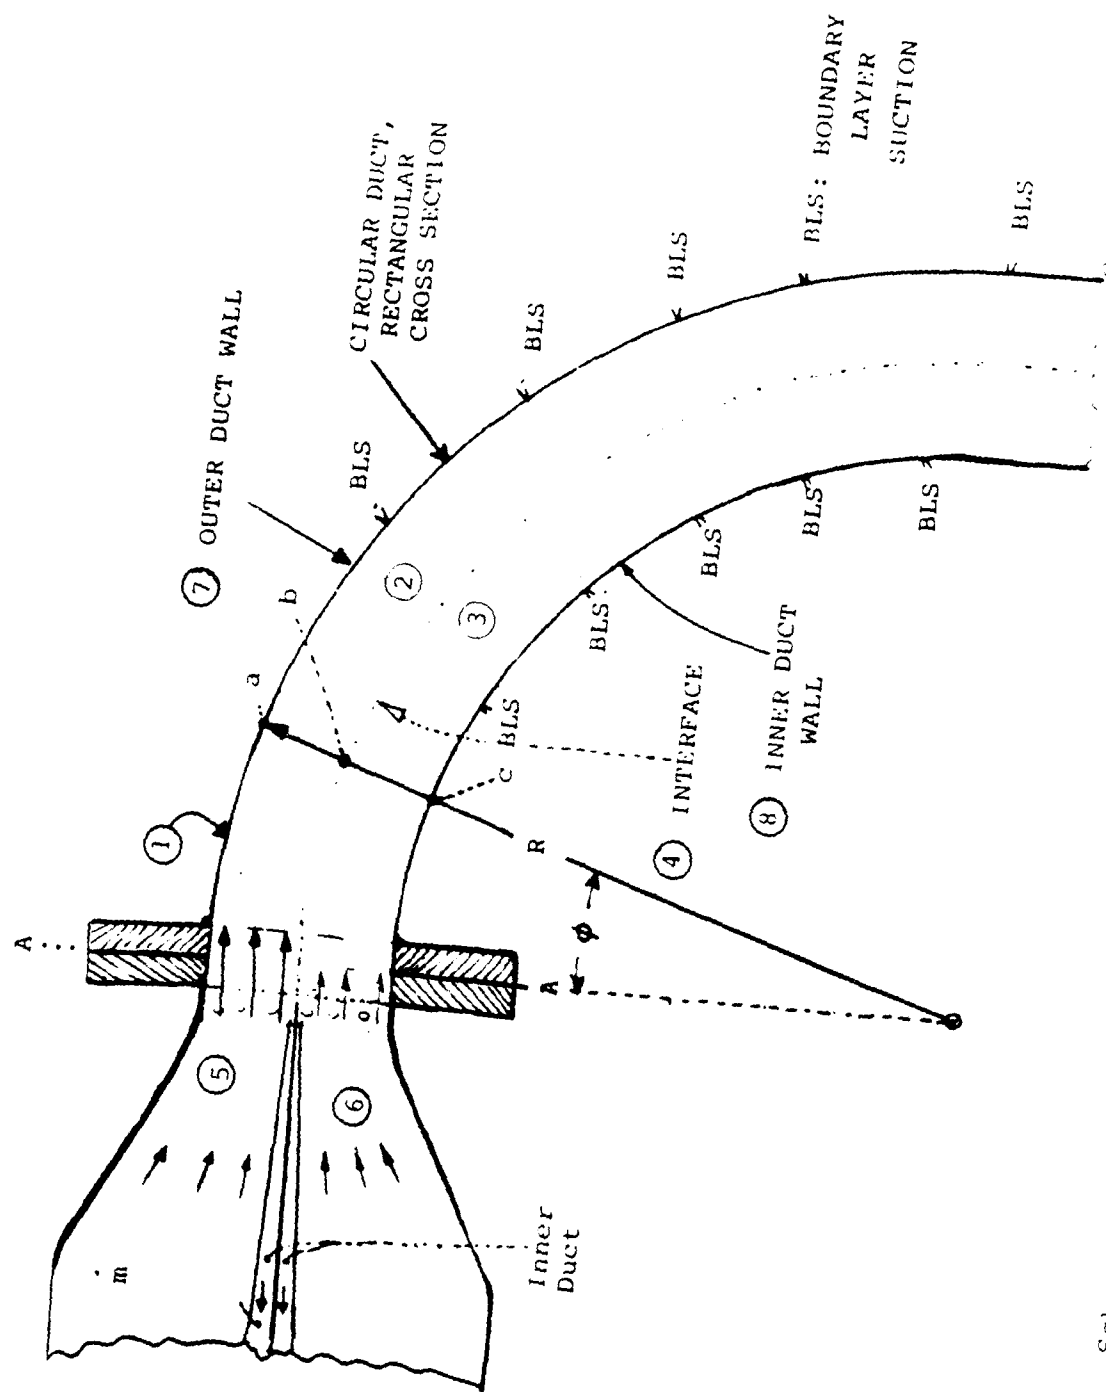 A
A
1
7 OUTER DUCT WALL
CIRCULAR DUCT,
RECTANGULAR
CROSS SECTION
a
b
c
BLS
BLS
BLS
BLS: BOUNDARY
LAYER
SUCTION
BLS
2
3
BLS
BLS
BLS
BLS
BLS
R
φ
4 INTERFACE
8 INNER DUCT
WALL
5
6
m
Inner
Duct